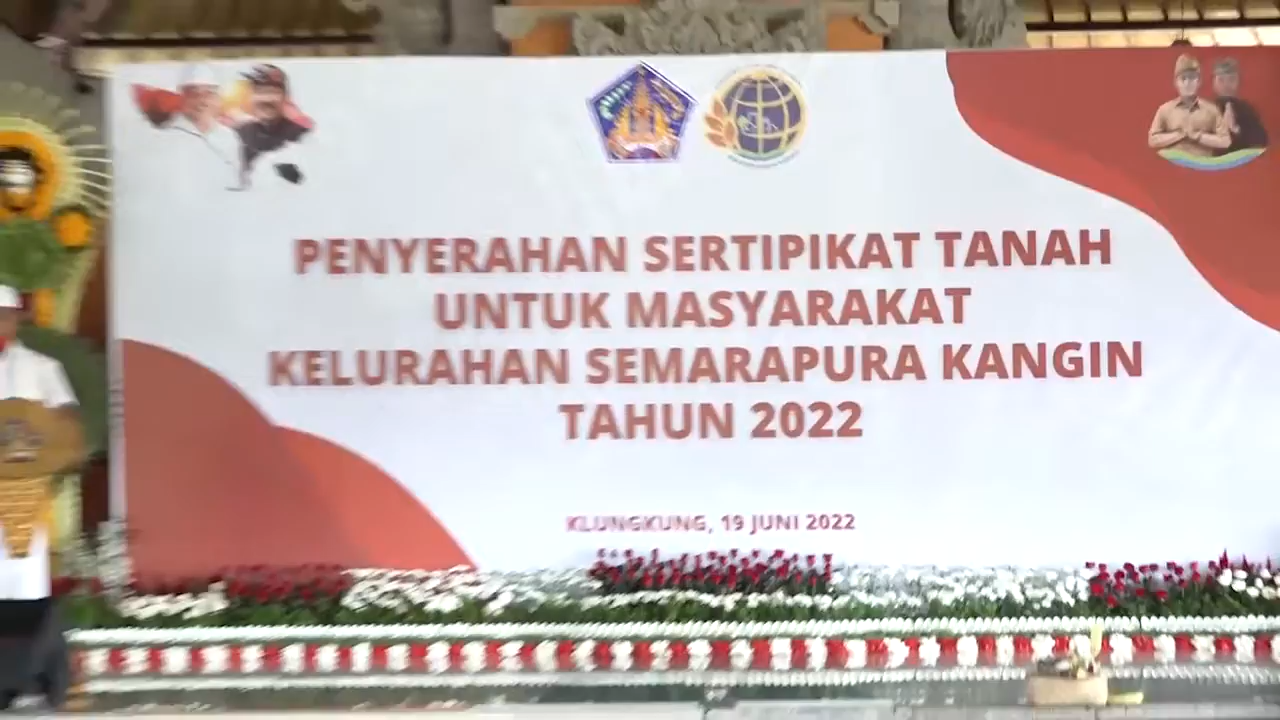 PENYERAHAN SERTIPIKAT TANAH
UNTUK MASYARAKAT
KELURAHAN SEMARAPURA KANGIN
TAHUN 2022
KLUNGKUNG, 19 JUNI 2022